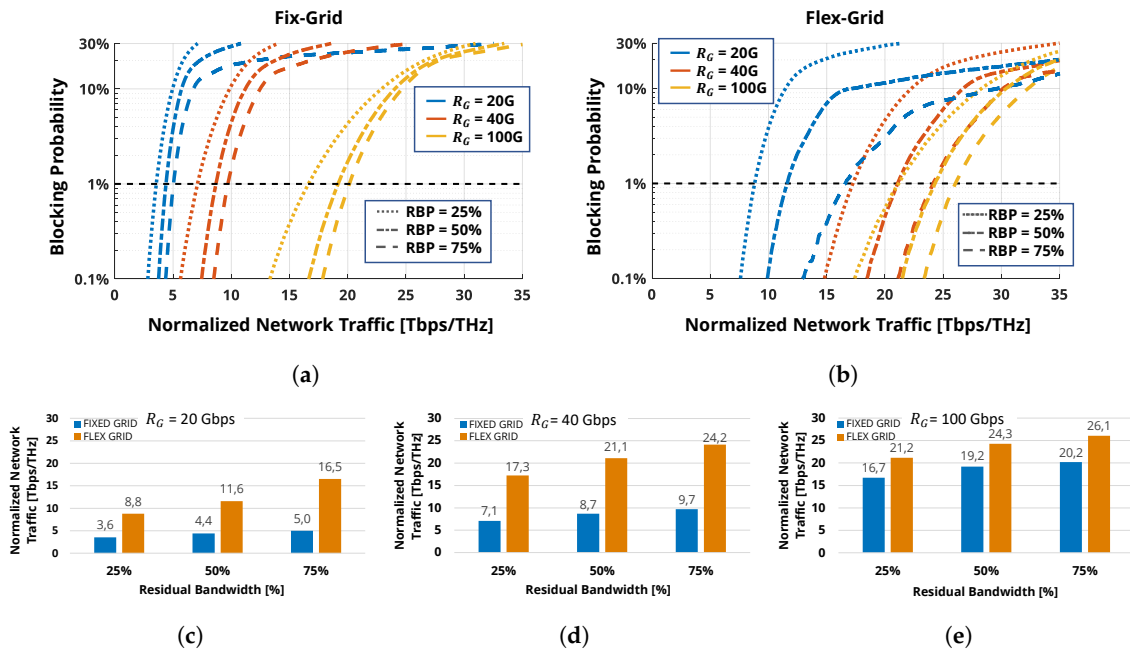 Fix-Grid
30%
10%
1%
0.1%
Blocking Probability
R_G = 20G
R_G = 40G
R_G = 100G
RBP = 25%
RBP = 50%
RBP = 75%
0 5 10 15 20 25 30 35
Normalized Network Traffic [Tbps/THz]
(a)
Flex-Grid
30%
10%
1%
0.1%
Blocking Probability
R_G = 20G
R_G = 40G
R_G = 100G
RBP = 25%
RBP = 50%
RBP = 75%
0 5 10 15 20 25 30 35
Normalized Network Traffic [Tbps/THz]
(b)
R_G = 20 Gbps
FIXED GRID
FLEX GRID
Normalized Network
Traffic [Tbps/THz]
30
25
20
15
10
5
0
3,6 8,8 4,4 11,6 5,0 16,5
25% 50% 75%
Residual Bandwidth [%]
(c)
R_G = 40 Gbps
FIXED GRID
FLEX GRID
Normalized Network
Traffic [Tbps/THz]
30
25
20
15
10
5
0
7,1 17,3 8,7 21,1 9,7 24,2
25% 50% 75%
Residual Bandwidth [%]
(d)
R_G = 100 Gbps
FIXED GRID
FLEX GRID
Normalized Network
Traffic [Tbps/THz]
30
25
20
15
10
5
0
16,7 21,2 19,2 24,3 20,2 26,1
25% 50% 75%
Residual Bandwidth [%]
(e)